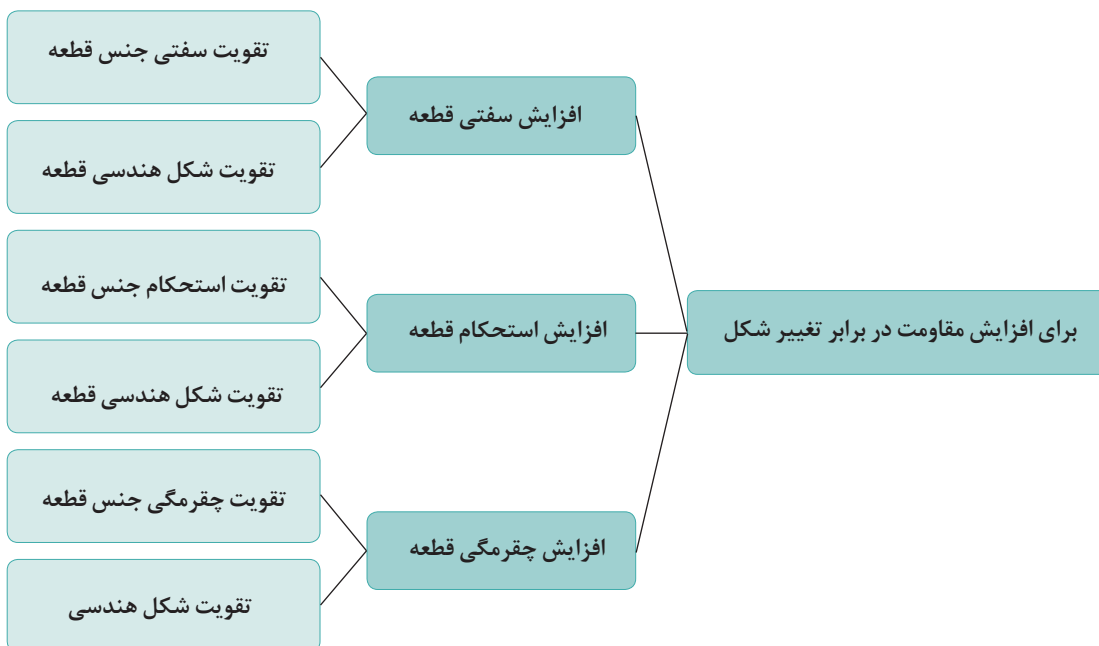 برای افزایش مقاومت در برابر تغییر شکل
افزایش سفتی قطعه
تقویت سفتی جنس قطعه
تقویت شکل هندسی قطعه
افزایش استحکام قطعه
تقویت استحکام جنس قطعه
تقویت شکل هندسی قطعه
افزایش چقرمگی قطعه
تقویت چقرمگی جنس قطعه
تقویت شکل هندسی